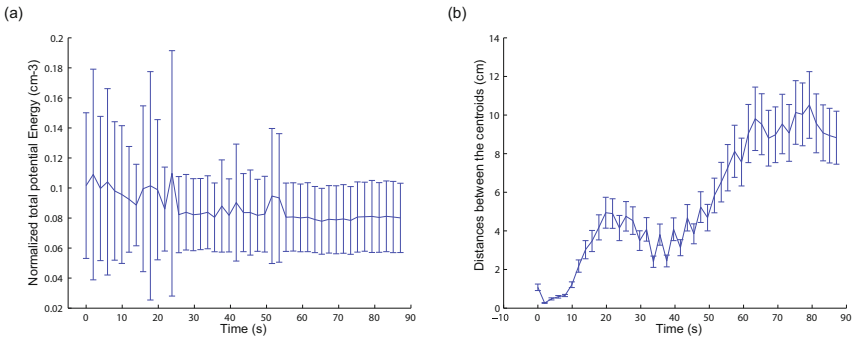 (a)
0.2
0.18
0.16
0.14
0.12
0.1
0.08
0.06
0.04
0.02
Normalized total potential Energy (cm-3)
0 10 20 30 40 50 60 70 80 90
Time (s)
(b)
14
12
10
8
6
4
2
0
Distances between the centroids (cm)
−10 0 10 20 30 40 50 60 70 80 90
Time (s)